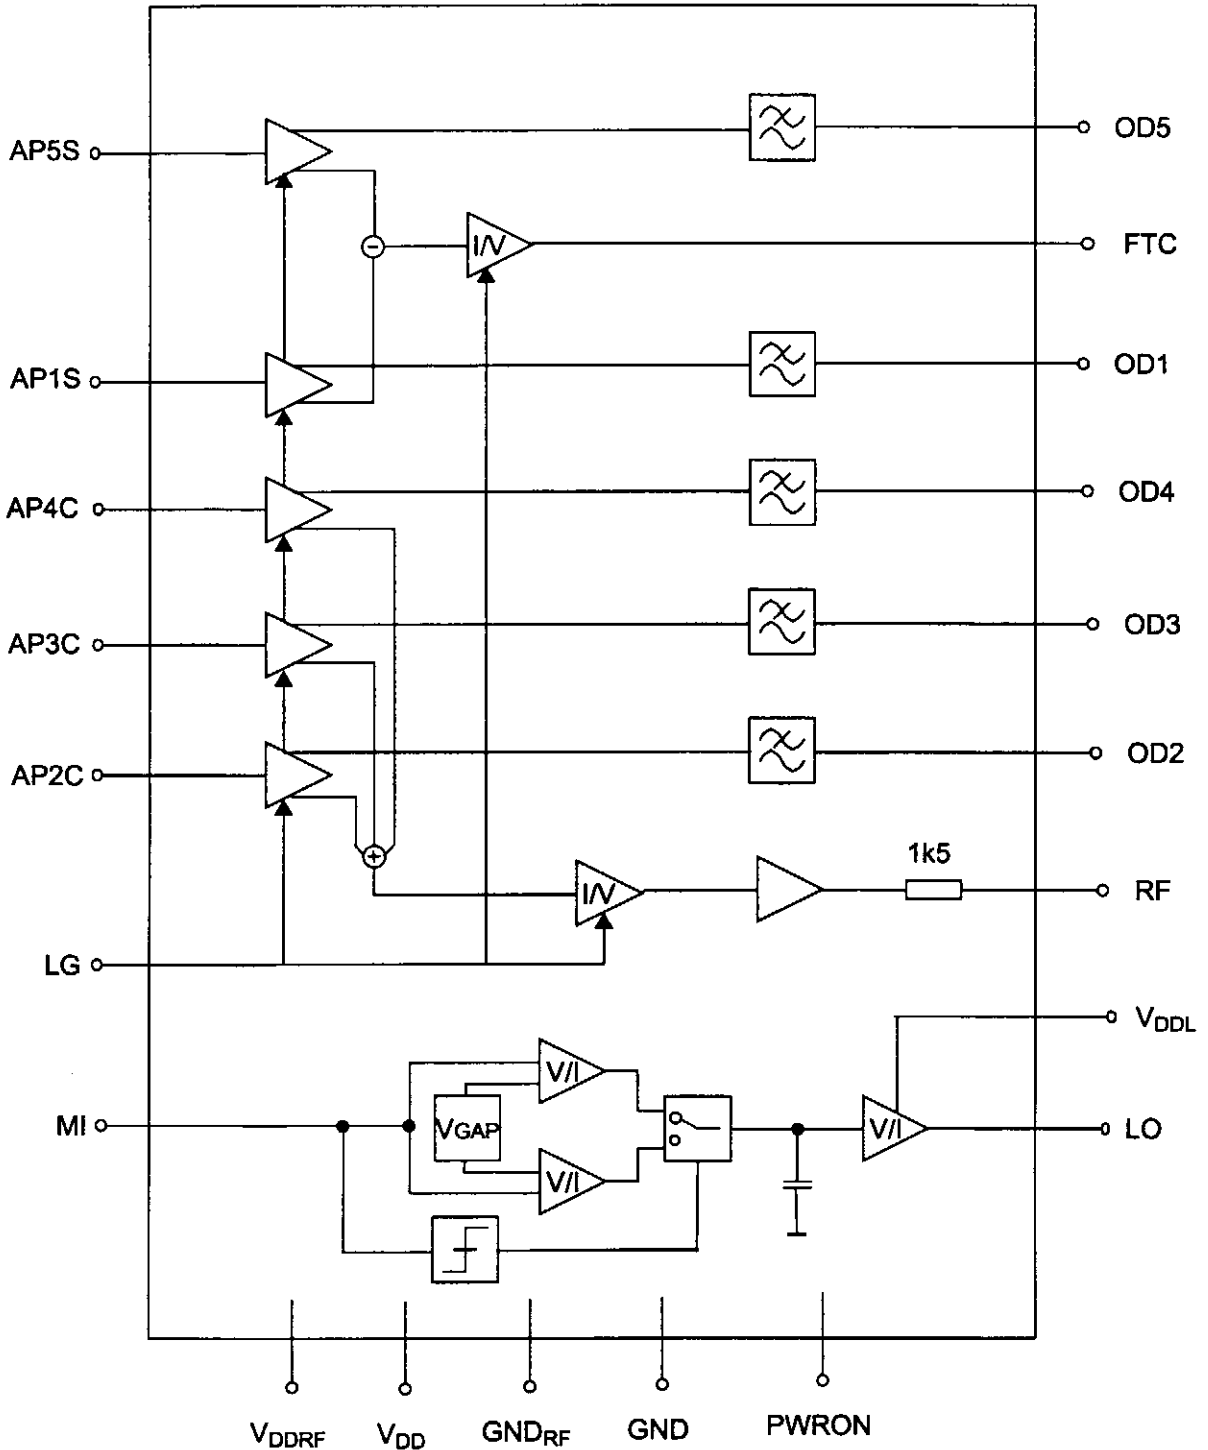 AP5S
OD5
I/V
FTC
AP1S
OD1
AP4C
OD4
AP3C
OD3
AP2C
OD2
1k5
I/V
RF
LG
VDDL
V/I
MI
VGAP
V/I
LO
V/I
VDDRF
VDD
GNDRF
GND
PWRON